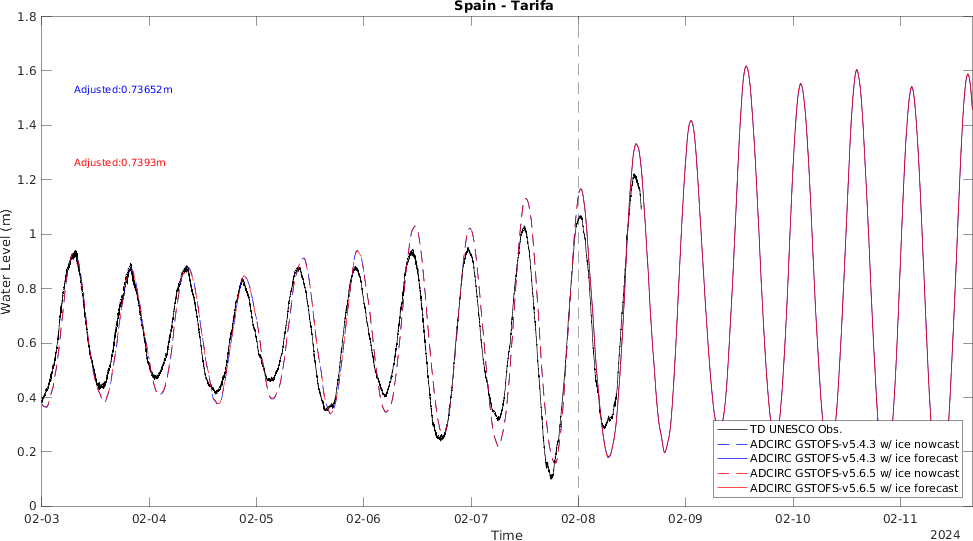 Spain - Tarifa
1.8
1.6
1.4
1.2
1
0.8
0.6
0.4
0.2
0
Water Level (m)
Adjusted:0.73652m
Adjusted:0.7393m
TD UNESCO Obs.
ADCIRC GSTOFS-v5.4.3 w/ ice nowcast
ADCIRC GSTOFS-v5.4.3 w/ ice forecast
ADCIRC GSTOFS-v5.6.5 w/ ice nowcast
ADCIRC GSTOFS-v5.6.5 w/ ice forecast
02-03 02-04 02-05 02-06 02-07 02-08 02-09 02-10 02-11
Time
2024